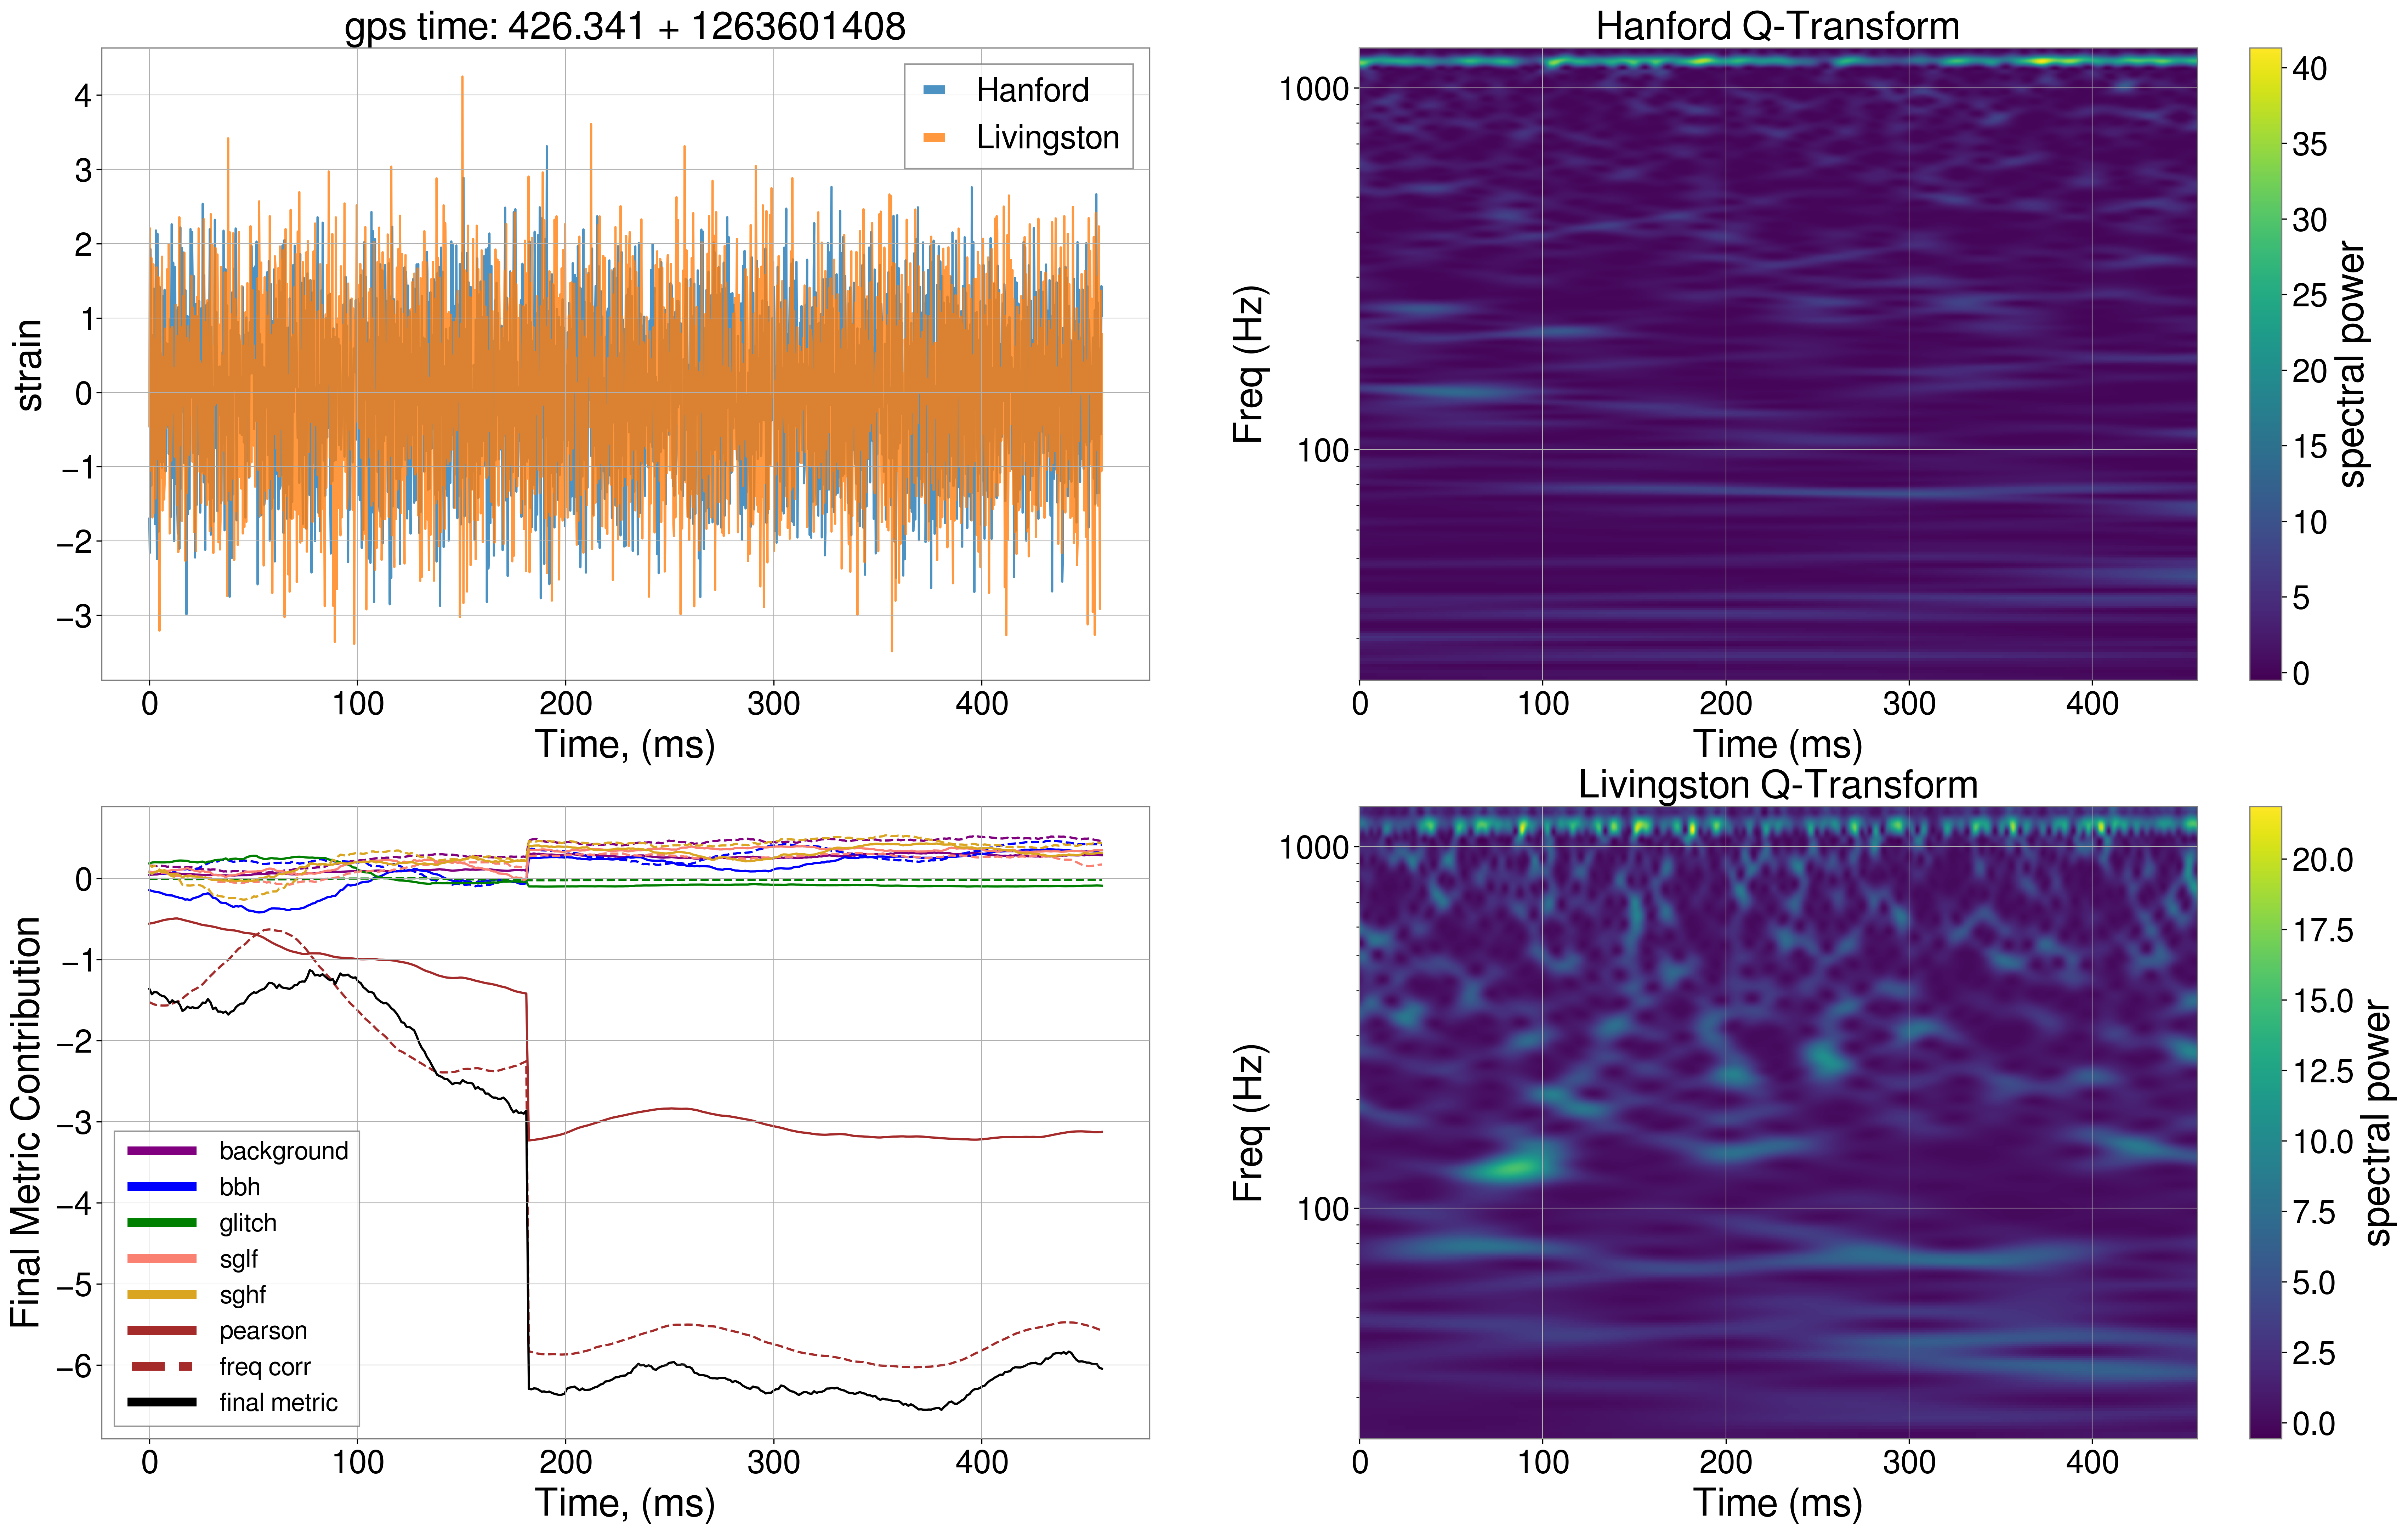 gps time: 426.341 + 1263601408
strain
4
3
2
1
0
−1
−2
−3
Hanford
Livingston
0 100 200 300 400
Time, (ms)
Hanford Q-Transform
Freq (Hz)
1000
100
0 100 200 300 400
Time (ms)
40
35
30
25
20
15
10
5
0
spectral power
Final Metric Contribution
0
−1
−2
−3
−4
−5
−6
background
bbh
glitch
sglf
sghf
pearson
freq corr
final metric
0 100 200 300 400
Time, (ms)
Livingston Q-Transform
Freq (Hz)
1000
100
0 100 200 300 400
Time (ms)
20.0
17.5
15.0
12.5
10.0
7.5
5.0
2.5
0.0
spectral power